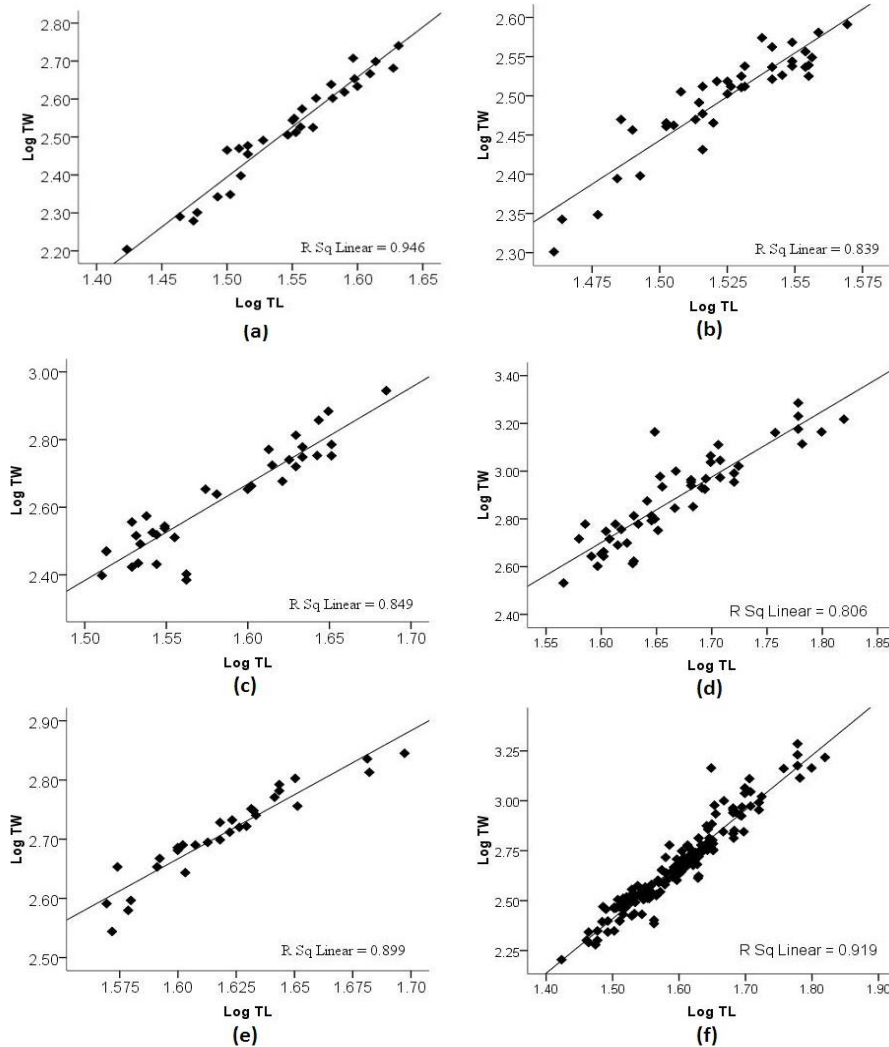 2.80
2.70
2.60
2.50
2.40
2.30
2.20
Log TW
R Sq Linear = 0.946
1.40 1.45 1.50 1.55 1.60 1.65
Log TL
(a)
2.60
2.55
2.50
2.45
2.40
2.35
2.30
Log TW
R Sq Linear = 0.839
1.475 1.50 1.525 1.55 1.575
Log TL
(b)
3.00
2.80
2.60
2.40
Log TW
R Sq Linear = 0.849
1.50 1.55 1.60 1.65 1.70
Log TL
(c)
3.40
3.20
3.00
2.80
2.60
2.40
Log TW
R Sq Linear = 0.806
1.55 1.60 1.65 1.70 1.75 1.80 1.85
Log TL
(d)
2.90
2.80
2.70
2.60
2.50
Log TW
R Sq Linear = 0.899
1.575 1.60 1.625 1.65 1.675 1.70
Log TL
(e)
3.25
3.00
2.75
2.50
2.25
Log TW
R Sq Linear = 0.919
1.40 1.50 1.60 1.70 1.80 1.90
Log TL
(f)